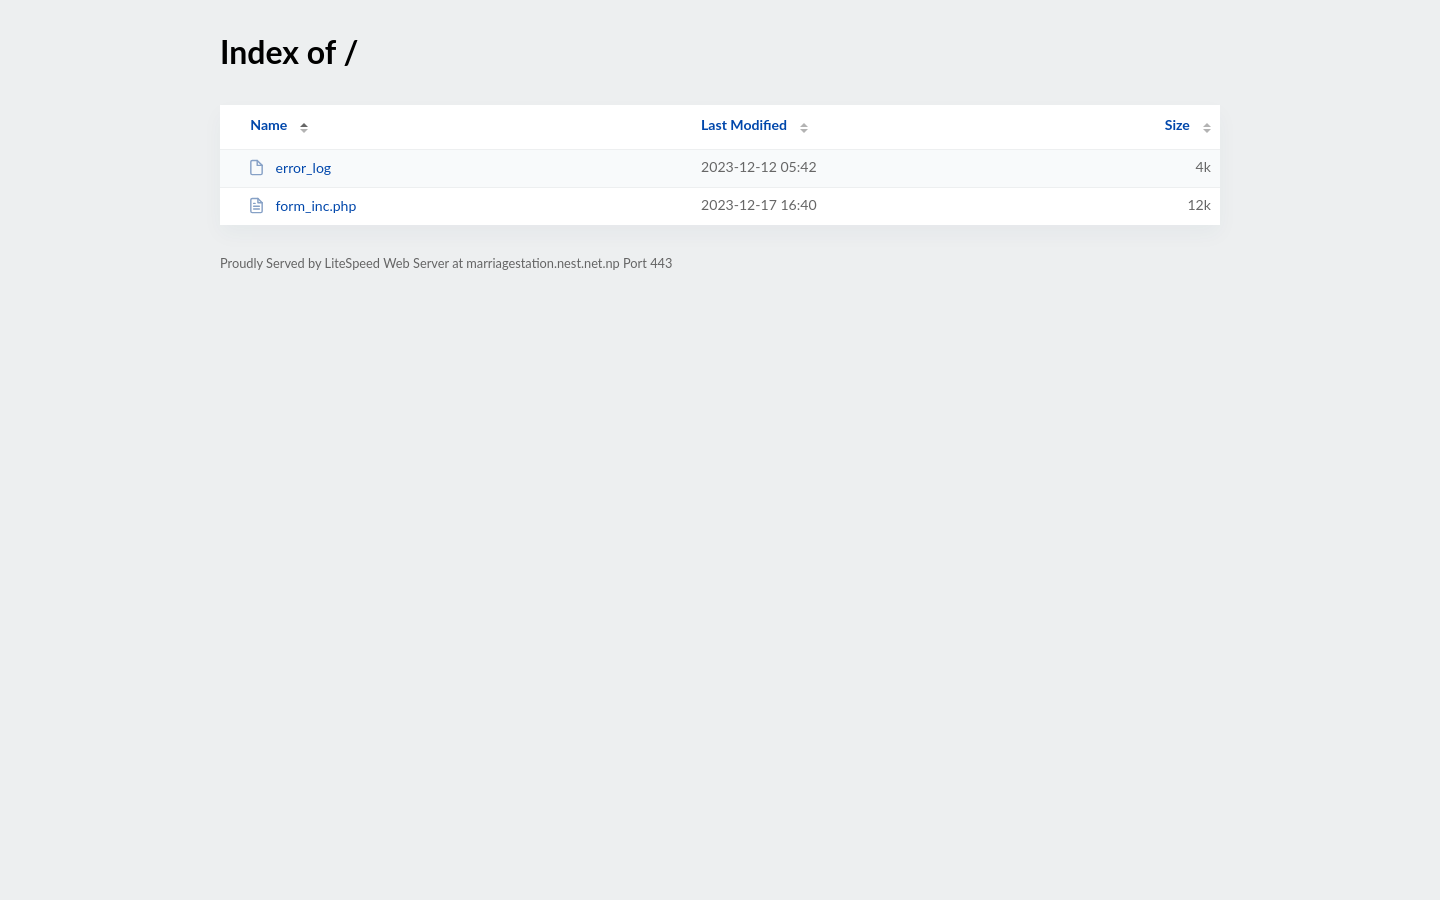 Index of /
Name Last Modified Size
error_log 2023-12-12 05:42 4k
form_inc.php 2023-12-17 16:40 12k
Proudly Served by LiteSpeed Web Server at marriagestation.nest.net.np Port 443